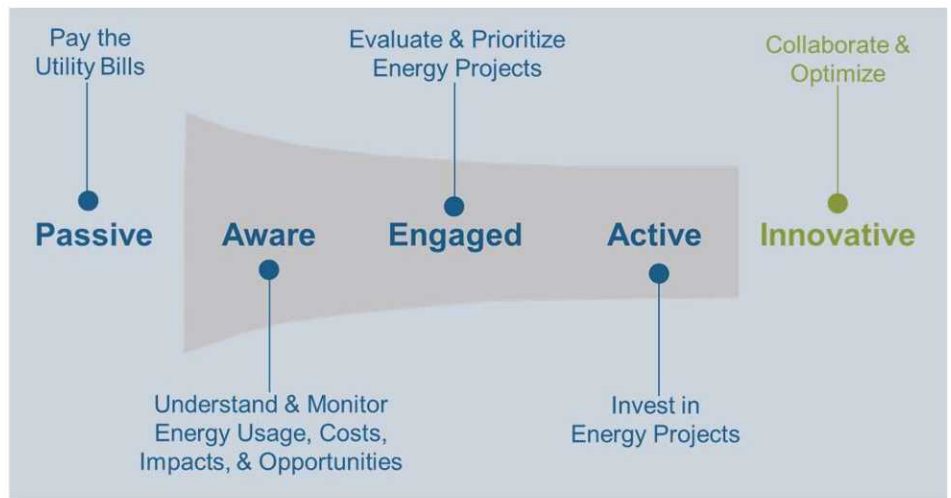 Pay the
Utility Bills
Evaluate & Prioritize
Energy Projects
Collaborate &
Optimize
Passive
Aware
Engaged
Active
Innovative
Understand & Monitor
Energy Usage, Costs,
Impacts, & Opportunities
Invest in
Energy Projects